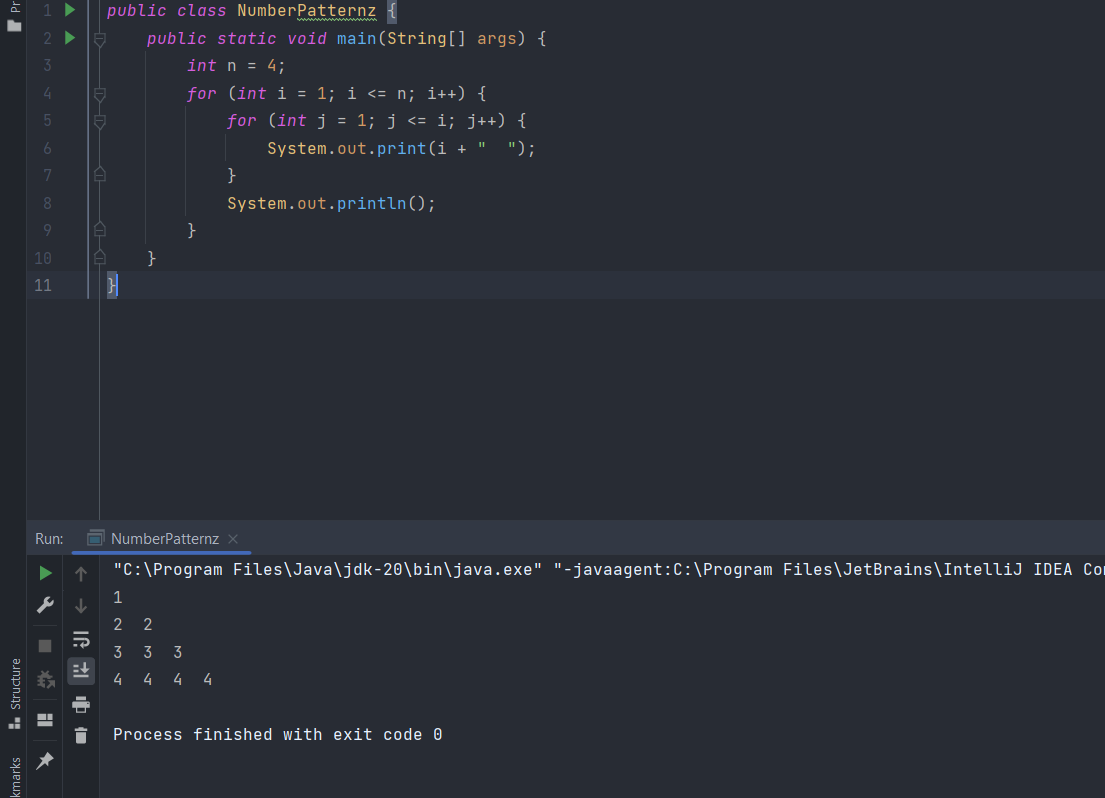 Pr
1 public class NumberPatternz {
2     public static void main(String[] args) {
3         int n = 4;
4         for (int i = 1; i <= n; i++) {
5             for (int j = 1; j <= i; j++) {
6                 System.out.print(i + "  ");
7             }
8             System.out.println();
9         }
10     }
11 }
Run: NumberPatternz
"C:\Program Files\Java\jdk-20\bin\java.exe" "-javaagent:C:\Program Files\JetBrains\IntelliJ IDEA Co
1
2  2
3  3  3
4  4  4  4
Process finished with exit code 0
Structure
kmarks